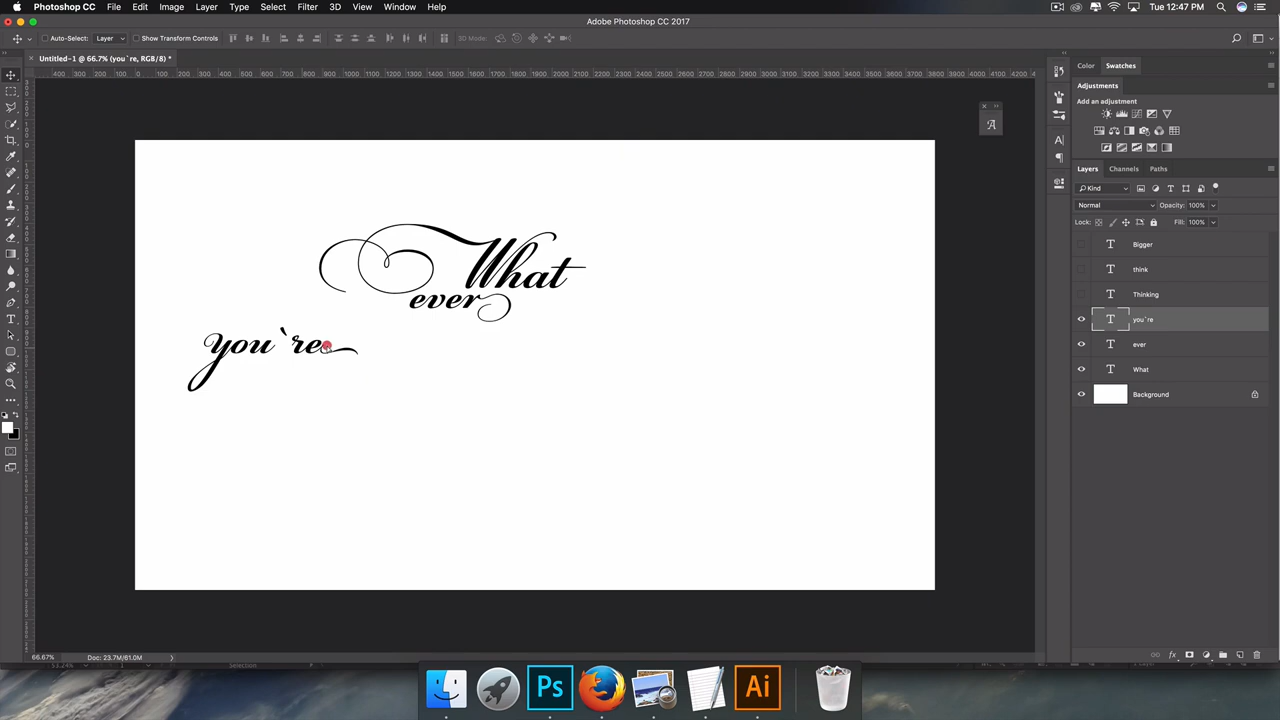 Photoshop CC File Edit Image Layer Type Select Filter 3D View Window Help Tue 12:47 PM
Adobe Photoshop CC 2017
Auto-Select: Layer Show Transform Controls 3D Mode:
Untitled-1 @ 66.7% (you`re, RGB/8) *
Color Swatches
Adjustments
Add an adjustment
Layers Channels Paths
Kind
Normal Opacity: 100%
Lock: Fill: 100%
Bigger
think
Thinking
you`re
ever
What
Background
What
ever
you`re
66.67% Doc: 23.7M/61.0M
Selection
Ps
Ai